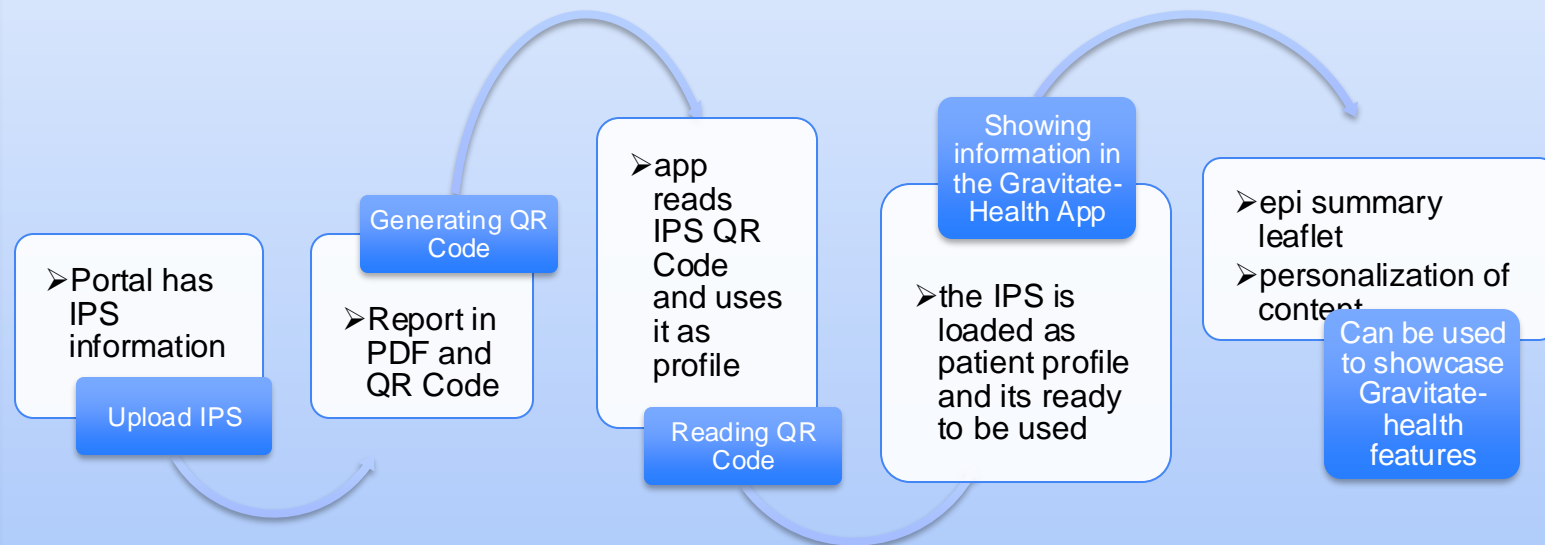 ➢Portal has
IPS
information
Upload IPS
Generating QR
Code
➢Report in
PDF and
QR Code
➢app
reads
IPS QR
Code
and uses
it as
profile
Reading QR
Code
Showing
information in
the Gravitate-
Health App
➢the IPS is
loaded as
patient profile
and its ready
to be used
➢epi summary
leaflet
➢personalization of
content
Can be used
to showcase
Gravitate-
health
features